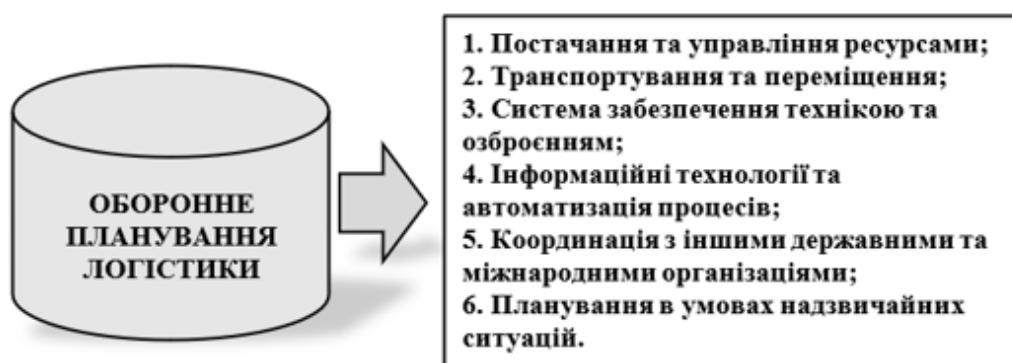 ОБОРОННЕ
ПЛАНУВАННЯ
ЛОГІСТИКИ
1. Постачання та управління ресурсами;
2. Транспортування та переміщення;
3. Система забезпечення технікою та
озброєнням;
4. Інформаційні технології та
автоматизація процесів;
5. Координація з іншими державними та
міжнародними організаціями;
6. Планування в умовах надзвичайних
ситуацій.